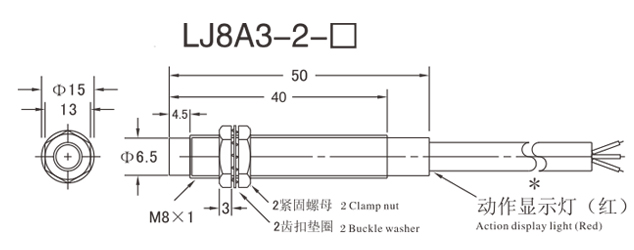 LJ8A3-2-□
50
Φ15
40
13
4.5
Φ6.5
*
M8×1
3
2紧固螺母 2 Clamp nut
动作显示灯（红）
2齿扣垫圈 2 Buckle washer
Action display light (Red)